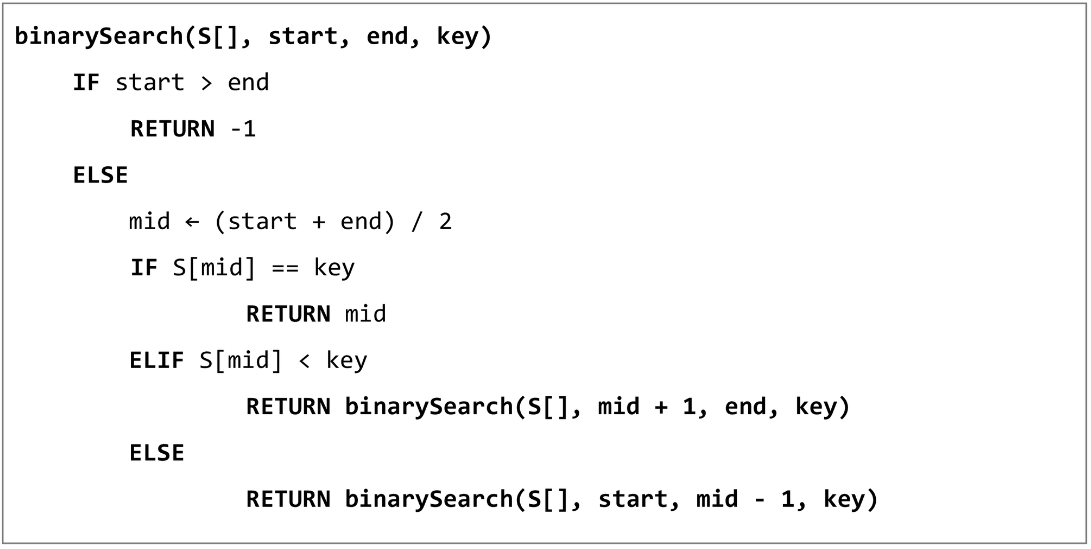 binarySearch(S[], start, end, key)
IF start > end
RETURN -1
ELSE
mid ← (start + end) / 2
IF S[mid] == key
RETURN mid
ELIF S[mid] < key
RETURN binarySearch(S[], mid + 1, end, key)
ELSE
RETURN binarySearch(S[], start, mid - 1, key)